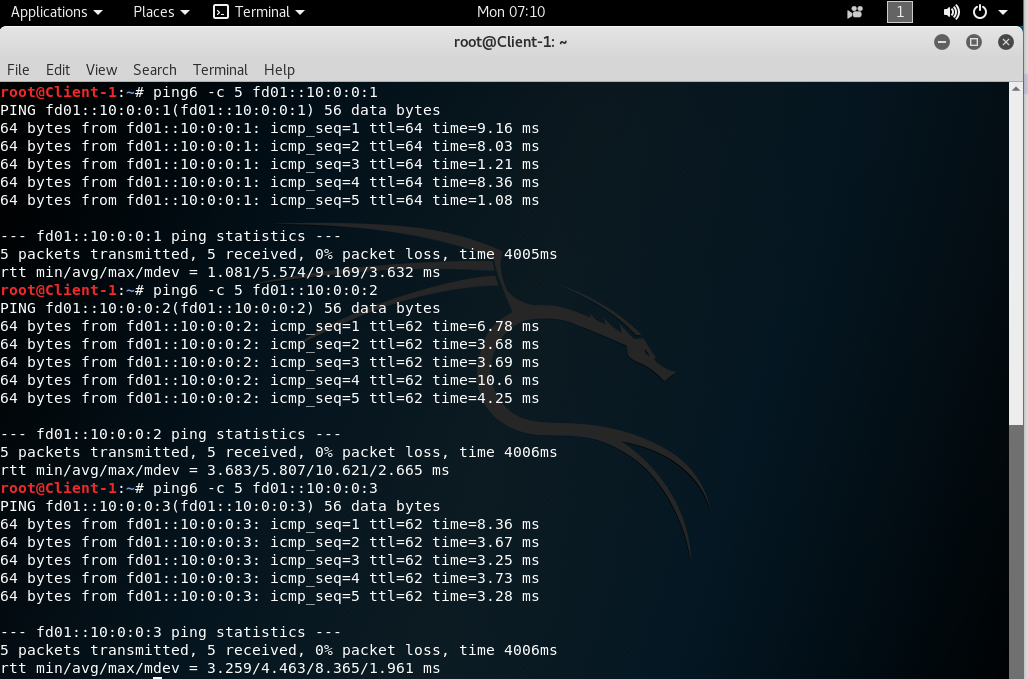 Applications Places Terminal Mon 07:10 1
root@Client-1: ~
File Edit View Search Terminal Help
root@Client-1:~# ping6 -c 5 fd01::10:0:0:1
PING fd01::10:0:0:1(fd01::10:0:0:1) 56 data bytes
64 bytes from fd01::10:0:0:1: icmp_seq=1 ttl=64 time=9.16 ms
64 bytes from fd01::10:0:0:1: icmp_seq=2 ttl=64 time=8.03 ms
64 bytes from fd01::10:0:0:1: icmp_seq=3 ttl=64 time=1.21 ms
64 bytes from fd01::10:0:0:1: icmp_seq=4 ttl=64 time=8.36 ms
64 bytes from fd01::10:0:0:1: icmp_seq=5 ttl=64 time=1.08 ms
--- fd01::10:0:0:1 ping statistics ---
5 packets transmitted, 5 received, 0% packet loss, time 4005ms
rtt min/avg/max/mdev = 1.081/5.574/9.169/3.632 ms
root@Client-1:~# ping6 -c 5 fd01::10:0:0:2
PING fd01::10:0:0:2(fd01::10:0:0:2) 56 data bytes
64 bytes from fd01::10:0:0:2: icmp_seq=1 ttl=62 time=6.78 ms
64 bytes from fd01::10:0:0:2: icmp_seq=2 ttl=62 time=3.68 ms
64 bytes from fd01::10:0:0:2: icmp_seq=3 ttl=62 time=3.69 ms
64 bytes from fd01::10:0:0:2: icmp_seq=4 ttl=62 time=10.6 ms
64 bytes from fd01::10:0:0:2: icmp_seq=5 ttl=62 time=4.25 ms
--- fd01::10:0:0:2 ping statistics ---
5 packets transmitted, 5 received, 0% packet loss, time 4006ms
rtt min/avg/max/mdev = 3.683/5.807/10.621/2.665 ms
root@Client-1:~# ping6 -c 5 fd01::10:0:0:3
PING fd01::10:0:0:3(fd01::10:0:0:3) 56 data bytes
64 bytes from fd01::10:0:0:3: icmp_seq=1 ttl=62 time=8.36 ms
64 bytes from fd01::10:0:0:3: icmp_seq=2 ttl=62 time=3.67 ms
64 bytes from fd01::10:0:0:3: icmp_seq=3 ttl=62 time=3.25 ms
64 bytes from fd01::10:0:0:3: icmp_seq=4 ttl=62 time=3.73 ms
64 bytes from fd01::10:0:0:3: icmp_seq=5 ttl=62 time=3.28 ms
--- fd01::10:0:0:3 ping statistics ---
5 packets transmitted, 5 received, 0% packet loss, time 4006ms
rtt min/avg/max/mdev = 3.259/4.463/8.365/1.961 ms